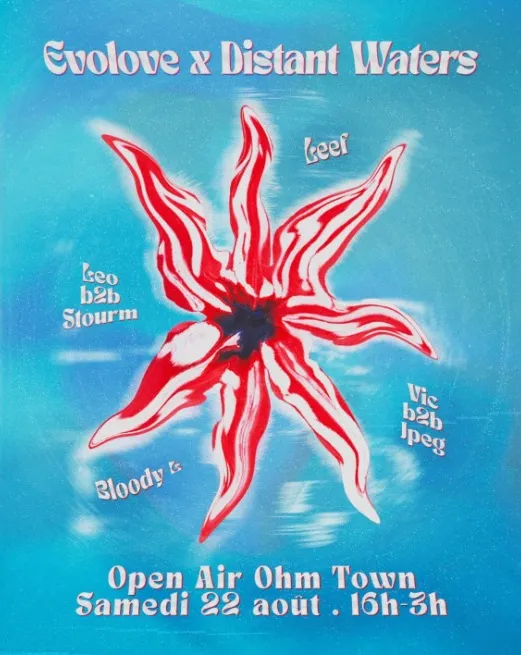 Evolove x Distant Waters
Leef
Leo
b2b
Stourm
Vic
b2b
Jpeg
Bloody L
Open Air Ohm Town
Samedi 22 août . 16h-3h